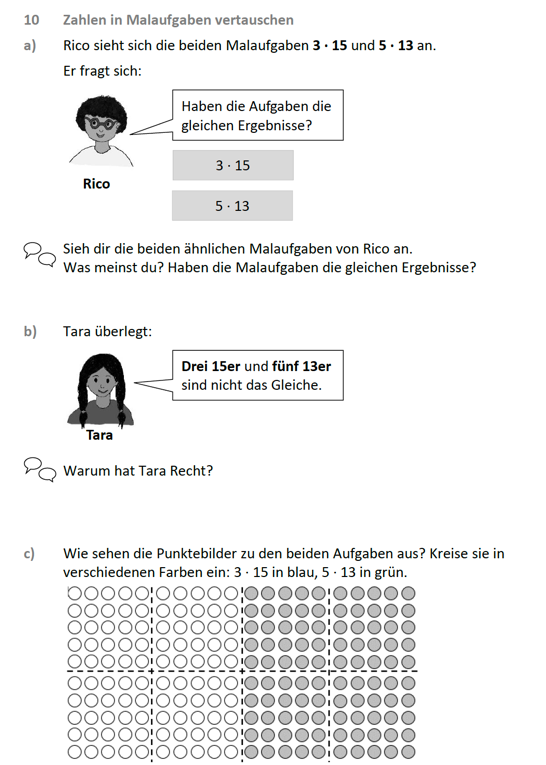 10 Zahlen in Malaufgaben vertauschen
a) Rico sieht sich die beiden Malaufgaben 3 · 15 und 5 · 13 an.
Er fragt sich:
Haben die Aufgaben die
gleichen Ergebnisse?
3 · 15
Rico
5 · 13
Sieh dir die beiden ähnlichen Malaufgaben von Rico an.
Was meinst du? Haben die Malaufgaben die gleichen Ergebnisse?
b) Tara überlegt:
Drei 15er und fünf 13er
sind nicht das Gleiche.
Tara
Warum hat Tara Recht?
c) Wie sehen die Punktebilder zu den beiden Aufgaben aus? Kreise sie in
verschiedenen Farben ein: 3 · 15 in blau, 5 · 13 in grün.